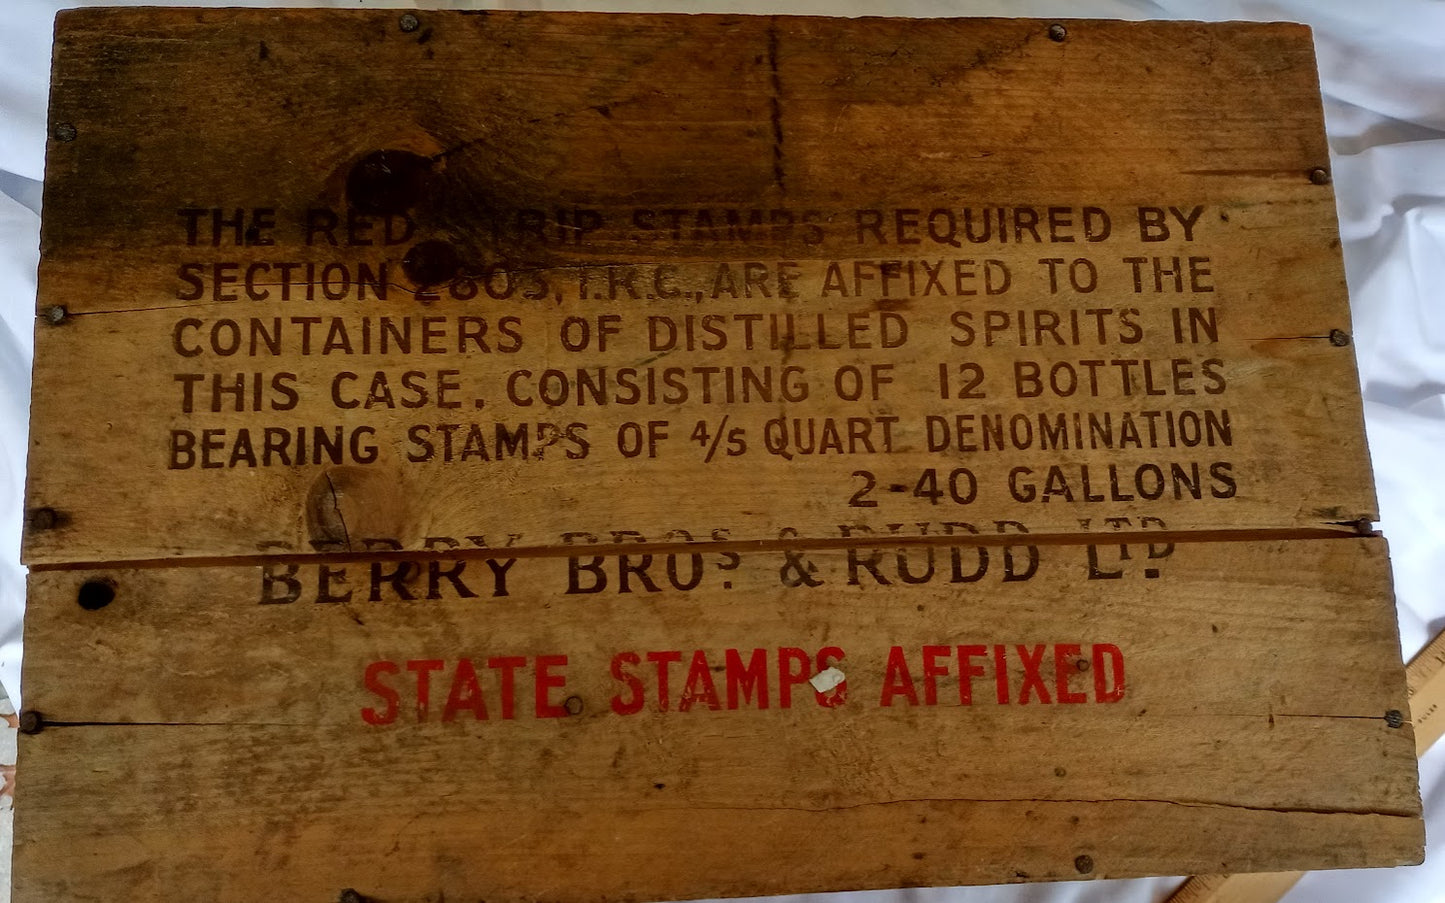 THE RED STRIP STAMPS REQUIRED BY
SECTION 2803, I.R.C., ARE AFFIXED TO THE
CONTAINERS OF DISTILLED SPIRITS IN
THIS CASE. CONSISTING OF 12 BOTTLES
BEARING STAMPS OF 4/5 QUART DENOMINATION
2-40 GALLONS
BERRY BROS & RUDD LTD
STATE STAMPS AFFIXED